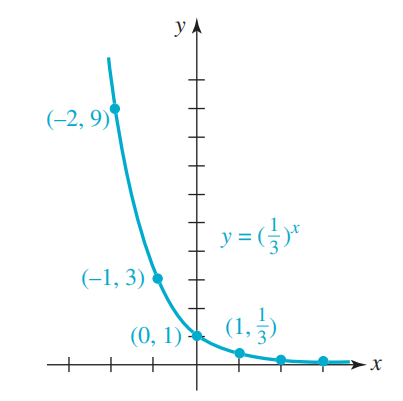 y
(–2, 9)
y = (1/3)^x
(–1, 3)
(0, 1)
(1, 1/3)
x